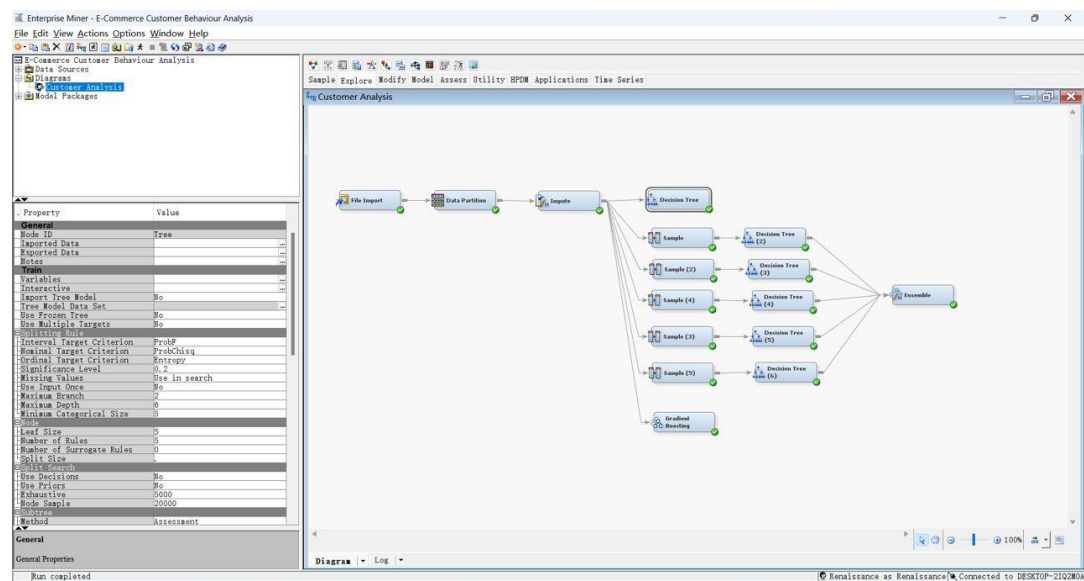 Enterprise Miner - E-Commerce Customer Behaviour Analysis
File Edit View Actions Options Window Help
E-Commerce Customer Behaviour Analysis
Data Sources
Diagrams
Customer Analysis
Model Packages
. Property Value
General
Node ID Tree
Imported Data ...
Exported Data ...
Notes ...
Train
Variables ...
Interactive ...
Import Tree Model No
Tree Model Data Set ...
Use Frozen Tree No
Use Multiple Targets No
Splitting Rule
Interval Target Criterion ProbF
Nominal Target Criterion ProbChisq
Ordinal Target Criterion Entropy
Significance Level 0.2
Missing Values Use in search
Use Input Once No
Maximum Branch 2
Maximum Depth 6
Minimum Categorical Size 5
Node
Leaf Size 5
Number of Rules 5
Number of Surrogate Rules 0
Split Size .
Split Search
Use Decisions No
Use Priors No
Exhaustive 5000
Node Sample 20000
Subtree
Method Assessment
General
General Properties
Run completed
Sample Explore Modify Model Assess Utility HPDM Applications Time Series
Customer Analysis
File Import
Data Partition
Impute
Decision Tree
Sample
Decision Tree
(2)
Sample (2)
Decision Tree
(3)
Sample (4)
Decision Tree
(4)
Sample (3)
Decision Tree
(5)
Sample (5)
Decision Tree
(6)
Ensemble
Gradient
Boosting
100%
Diagram Log
Renaissance as Renaissance Connected to DESKTOP-2IQ2MOA